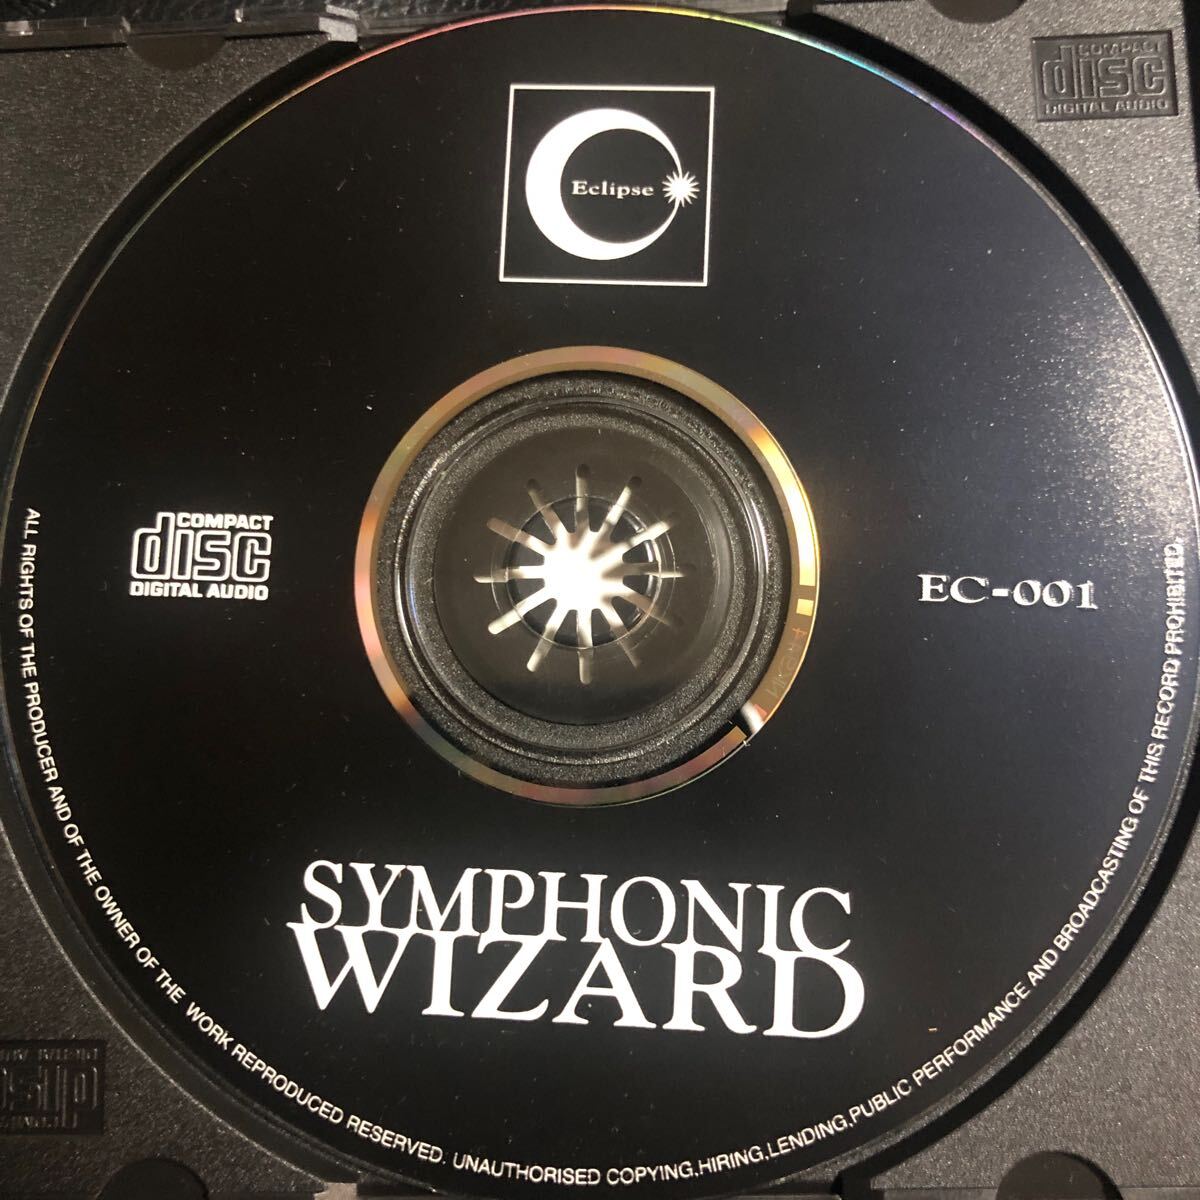 COMPACT
disc
DIGITAL AUDIO
Eclipse
COMPACT
disc
DIGITAL AUDIO
EC-001
SYMPHONIC
WIZARD
ALL RIGHTS OF THE PRODUCER AND OF THE OWNER OF THE WORK REPRODUCED RESERVED. UNAUTHORISED COPYING,HIRING,LENDING,PUBLIC PERFORMANCE AND BROADCASTING OF THIS RECORD PROHIBITED.